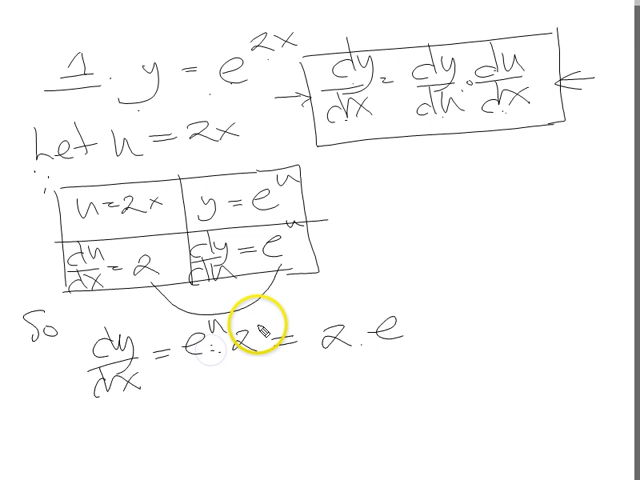 1. y = e^{2x}
→ dy/dx = dy/du · du/dx ←
Let u = 2x
u = 2x | y = e^u
du/dx = 2 | dy/du = e^u
So
dy/dx = e^u · 2 = 2 · e